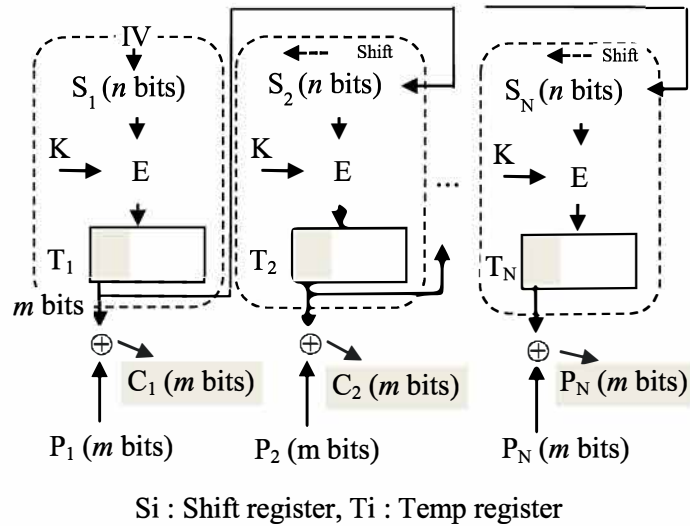 IV
Shift
Shift
S1 (n bits)
S2 (n bits)
SN (n bits)
K
E
K
E
K
E
...
T1
T2
TN
m bits
⊕
⊕
⊕
C1 (m bits)
C2 (m bits)
PN (m bits)
P1 (m bits)
P2 (m bits)
PN (m bits)
Si : Shift register, Ti : Temp register